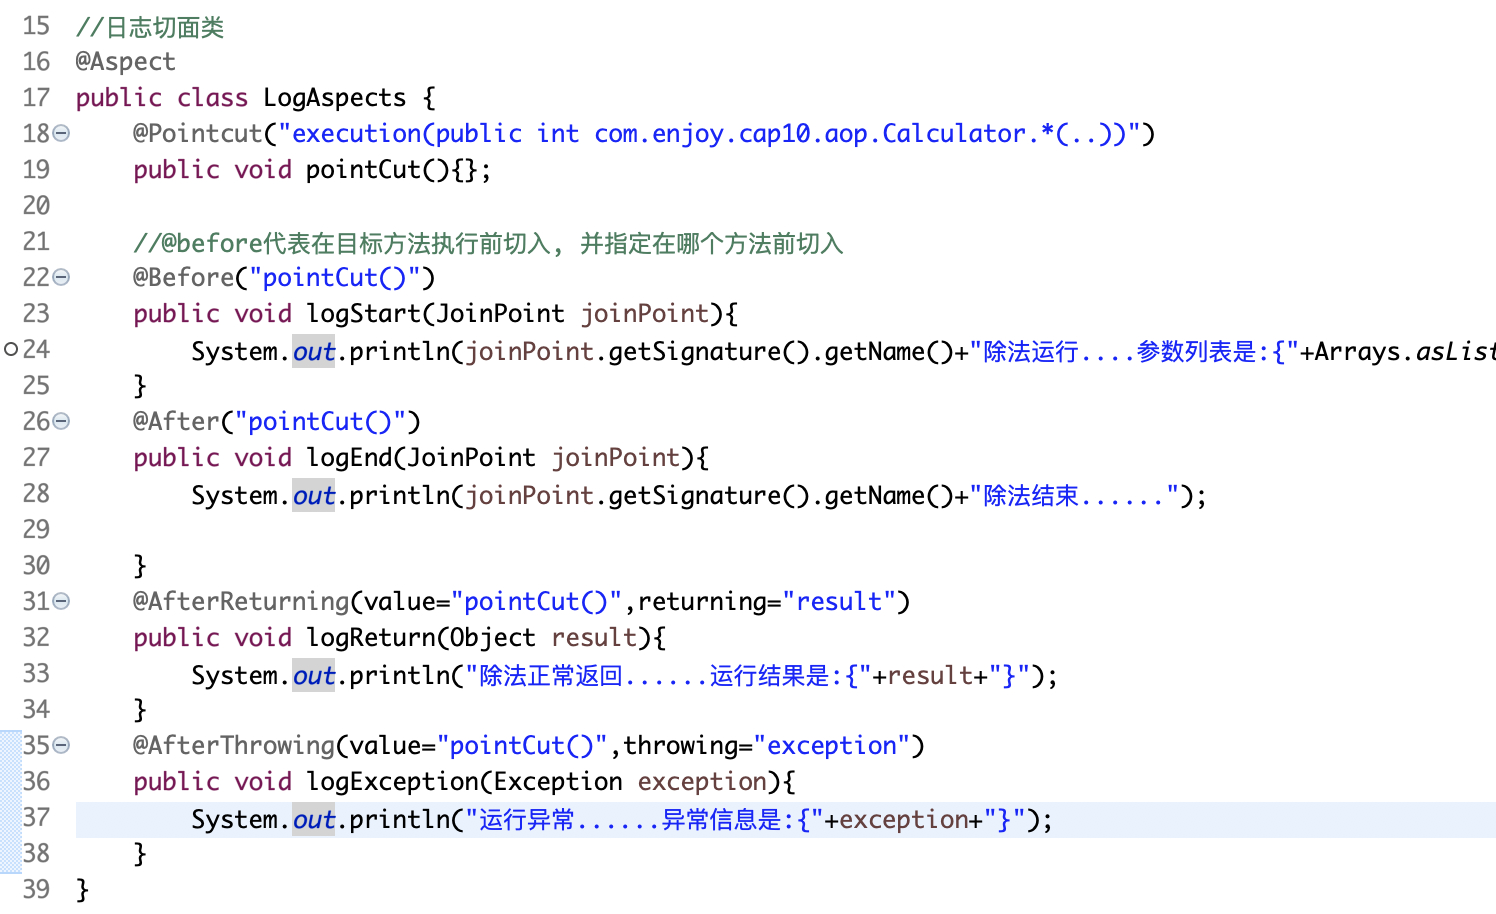 15 //日志切面类
16 @Aspect
17 public class LogAspects {
18 @Pointcut("execution(public int com.enjoy.cap10.aop.Calculator.*(..))")
19 public void pointCut(){};
20
21 //@before代表在目标方法执行前切入, 并指定在哪个方法前切入
22 @Before("pointCut()")
23 public void logStart(JoinPoint joinPoint){
24 System.out.println(joinPoint.getSignature().getName()+"除法运行....参数列表是:{"+Arrays.asList
25 }
26 @After("pointCut()")
27 public void logEnd(JoinPoint joinPoint){
28 System.out.println(joinPoint.getSignature().getName()+"除法结束......");
29
30 }
31 @AfterReturning(value="pointCut()",returning="result")
32 public void logReturn(Object result){
33 System.out.println("除法正常返回......运行结果是:{"+result+"}");
34 }
35 @AfterThrowing(value="pointCut()",throwing="exception")
36 public void logException(Exception exception){
37 System.out.println("运行异常......异常信息是:{"+exception+"}");
38 }
39 }